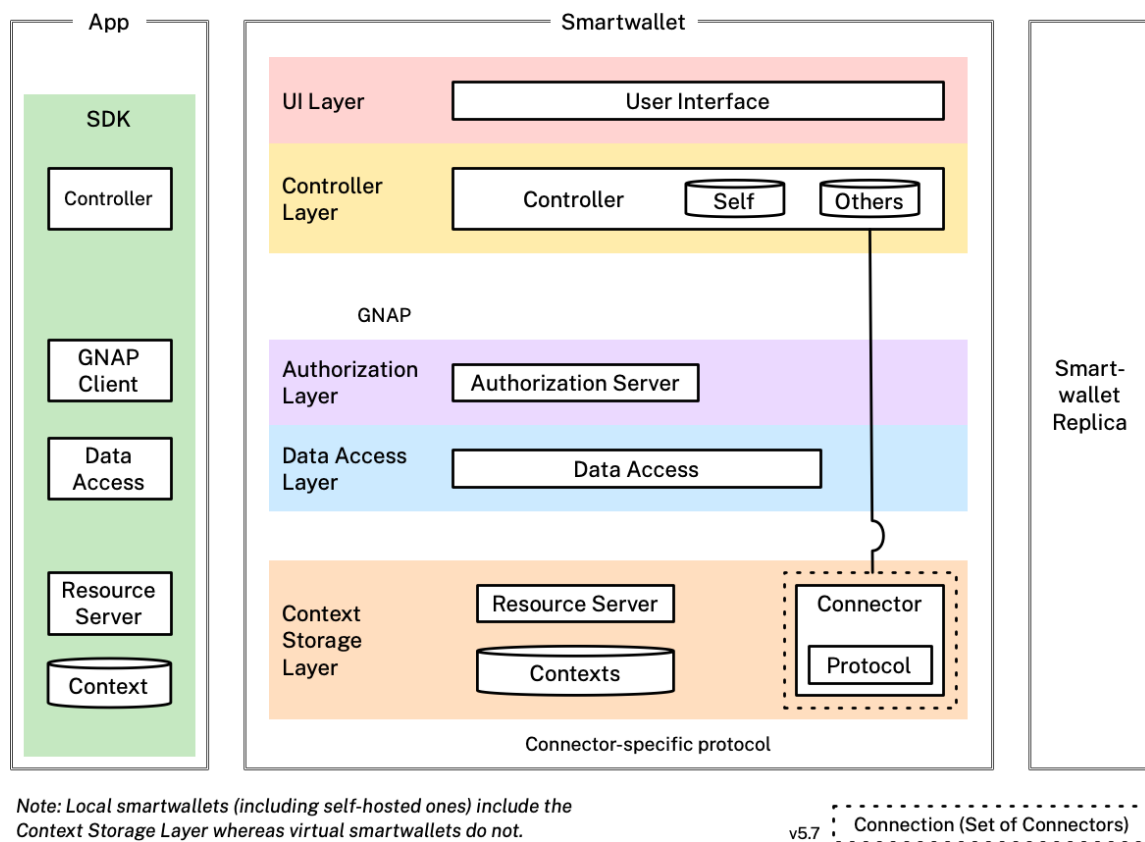 App
Smartwallet
SDK
Controller
GNAP
Client
Data
Access
Resource
Server
Context
UI Layer
User Interface
Controller
Layer
Controller
Self
Others
GNAP
Authorization
Layer
Authorization Server
Data Access
Layer
Data Access
Context
Storage
Layer
Resource Server
Contexts
Connector
Protocol
Connector-specific protocol
Smart-
wallet
Replica
Note: Local smartwallets (including self-hosted ones) include the
Context Storage Layer whereas virtual smartwallets do not.
v5.7
Connection (Set of Connectors)